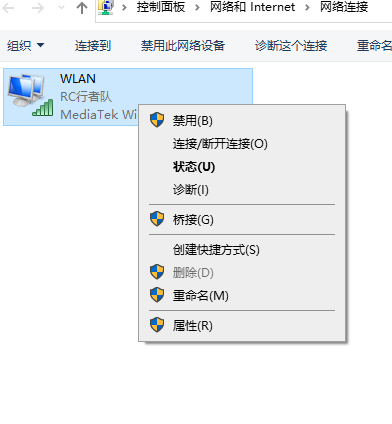 控制面板 > 网络和 Internet > 网络连接
组织 连接到 禁用此网络设备 诊断这个连接 重命名
WLAN
RC行者队
MediaTek Wi
禁用(B)
连接/断开连接(O)
状态(U)
诊断(I)
桥接(G)
创建快捷方式(S)
删除(D)
重命名(M)
属性(R)